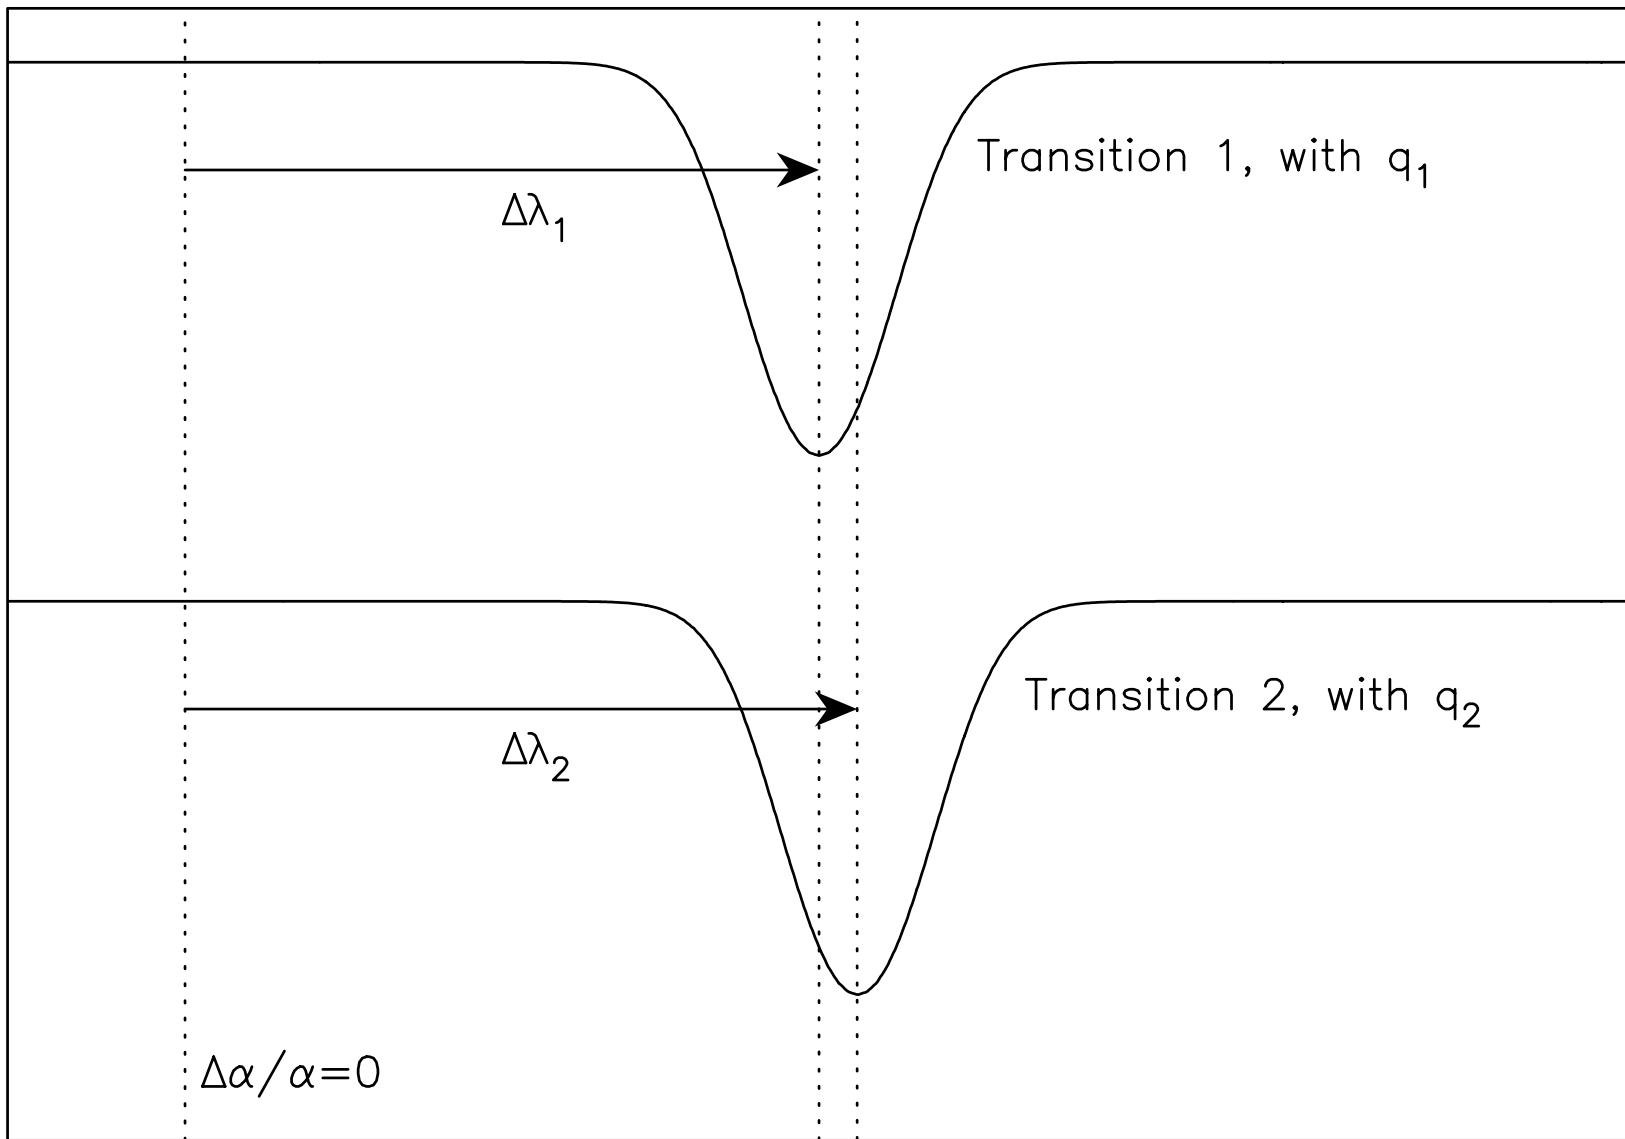 Transition 1, with q₁
Δλ₁
Transition 2, with q₂
Δλ₂
Δα/α=0